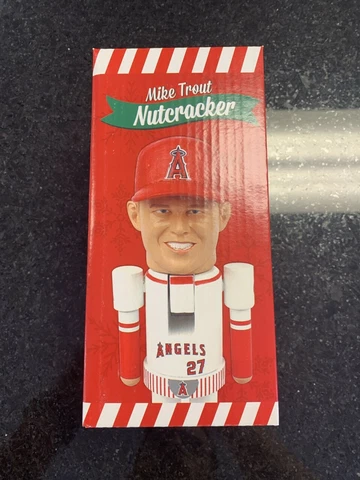 Mike Trout
Nutcracker
A
ANGELS
27
A